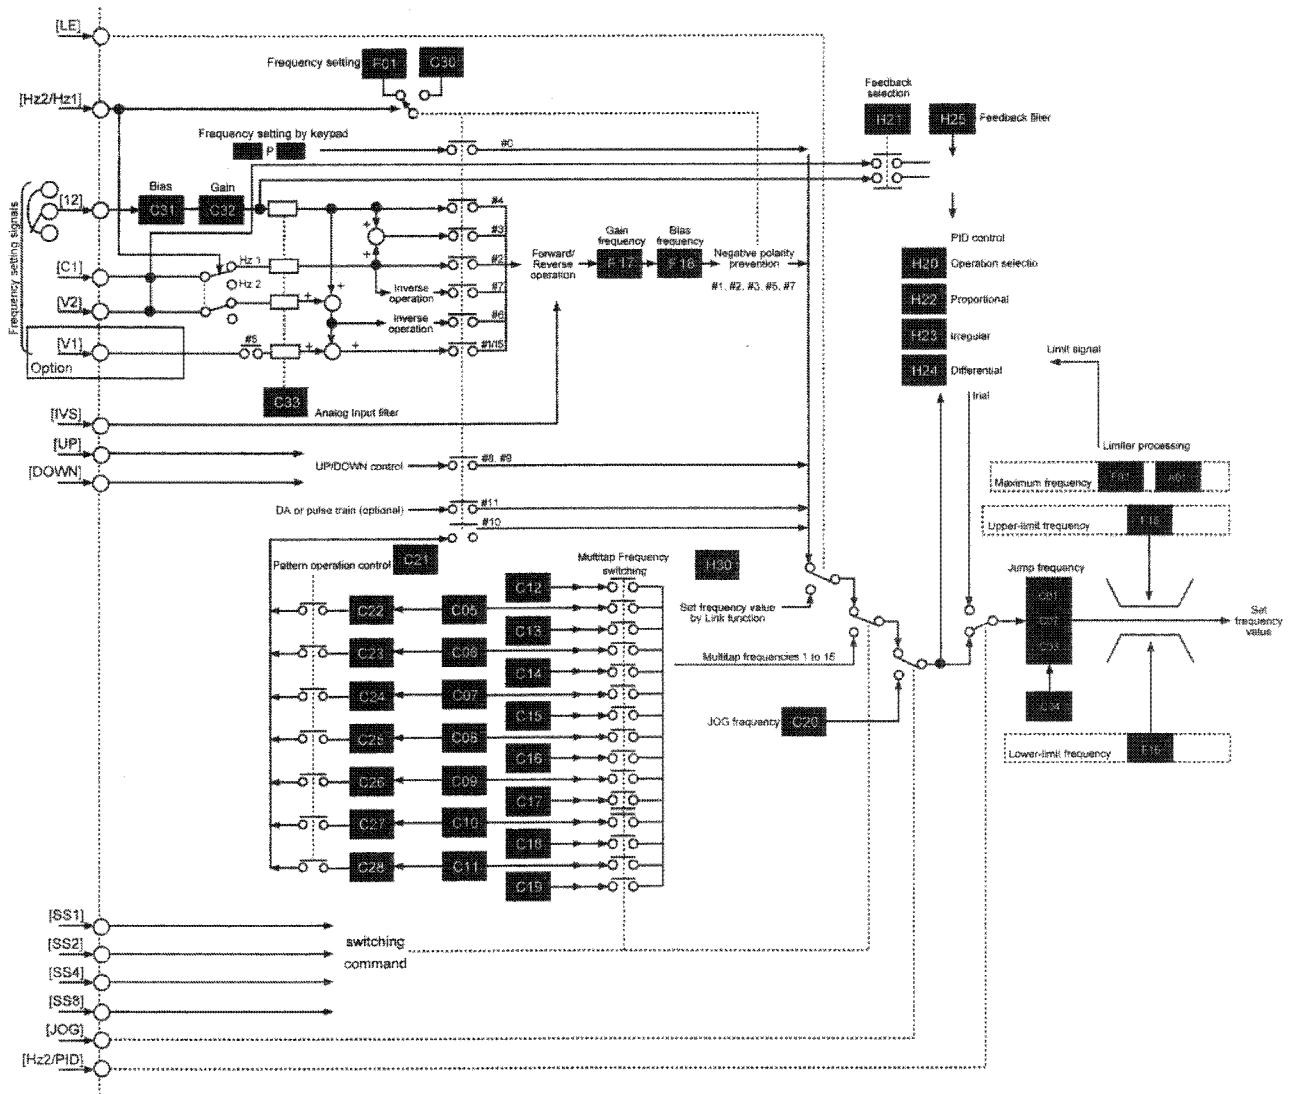 [LE]
Frequency setting
F01
C30
[Hz2/Hz1]
Feedback
selection
H21
H25
Feedback filter
Frequency setting by keypad
P
#0
Frequency setting signals
[12]
Bias
C31
Gain
C32
#4
+
#3
+
[C1]
Hz 1
#2
Hz 2
Inverse
operation
#7
[V2]
+
+
Inverse
operation
#6
[V1]
Option
#5
+
+
#1/#5
C33
Analog Input filter
Forward/
Reverse
operation
Gain
frequency
F 17
Bias
frequency
F 18
Negative polarity
prevention
#1, #2, #3, #5, #7
PID control
H20
Operation selectio
H22
Proportional
H23
Irregular
H24
Differential
trial
Limit signal
Limiter processing
Maximum frequency
Upper-limit frequency
[IVS]
[UP]
[DOWN]
UP/DOWN control
#8, #9
DA or pulse train (optional)
#11
#10
Pattern operation control
C21
Multitap Frequency
switching
H30
C12
C22
C05
C13
C23
C06
C14
C24
C07
C15
C25
C08
C16
C26
C09
C17
C27
C10
C18
C28
C11
C19
Set frequency value
by Link function
Multitap frequencies 1 to 15
JOG frequency
C20
Jump frequency
Set
frequency
value
Lower-limit frequency
[SS1]
[SS2]
[SS4]
[SS8]
switching
command
[JOG]
[Hz2/PID]